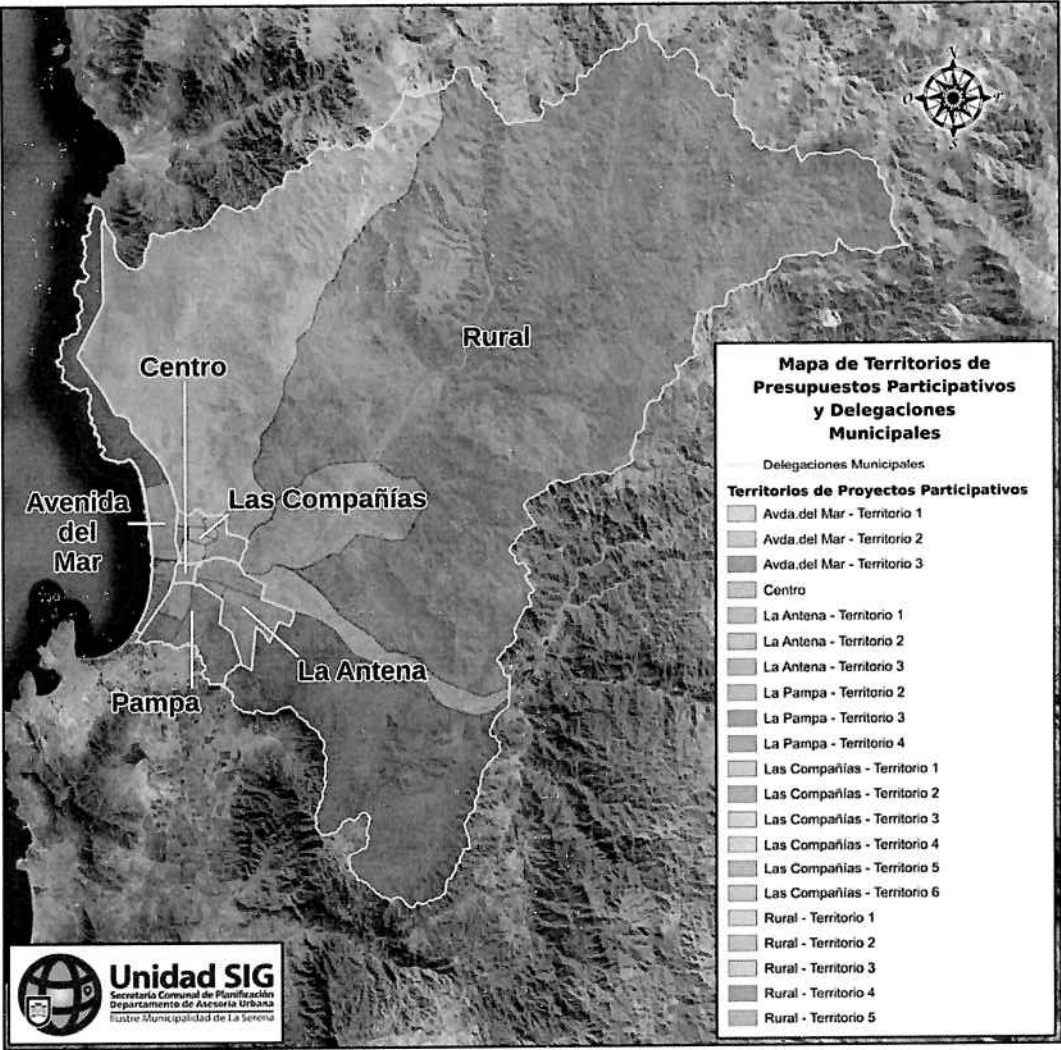 N
O
E
S
Rural
Centro
Las Compañías
Avenida
del
Mar
La Antena
Pampa
Mapa de Territorios de
Presupuestos Participativos
y Delegaciones
Municipales
Delegaciones Municipales
Territorios de Proyectos Participativos
Avda.del Mar - Territorio 1
Avda.del Mar - Territorio 2
Avda.del Mar - Territorio 3
Centro
La Antena - Territorio 1
La Antena - Territorio 2
La Antena - Territorio 3
La Pampa - Territorio 2
La Pampa - Territorio 3
La Pampa - Territorio 4
Las Compañías - Territorio 1
Las Compañías - Territorio 2
Las Compañías - Territorio 3
Las Compañías - Territorio 4
Las Compañías - Territorio 5
Las Compañías - Territorio 6
Rural - Territorio 1
Rural - Territorio 2
Rural - Territorio 3
Rural - Territorio 4
Rural - Territorio 5
Unidad SIG
Secretaría Comunal de Planificación
Departamento de Asesoría Urbana
Ilustre Municipalidad de La Serena